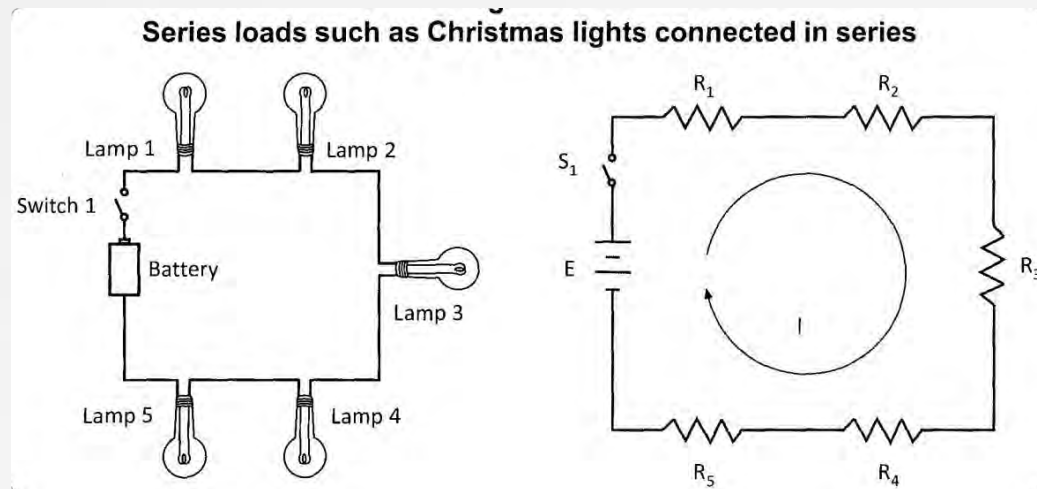 Series loads such as Christmas lights connected in series
Lamp 1
Lamp 2
Switch 1
Battery
Lamp 3
Lamp 5
Lamp 4
R1
R2
S1
E
R3
I
R5
R4